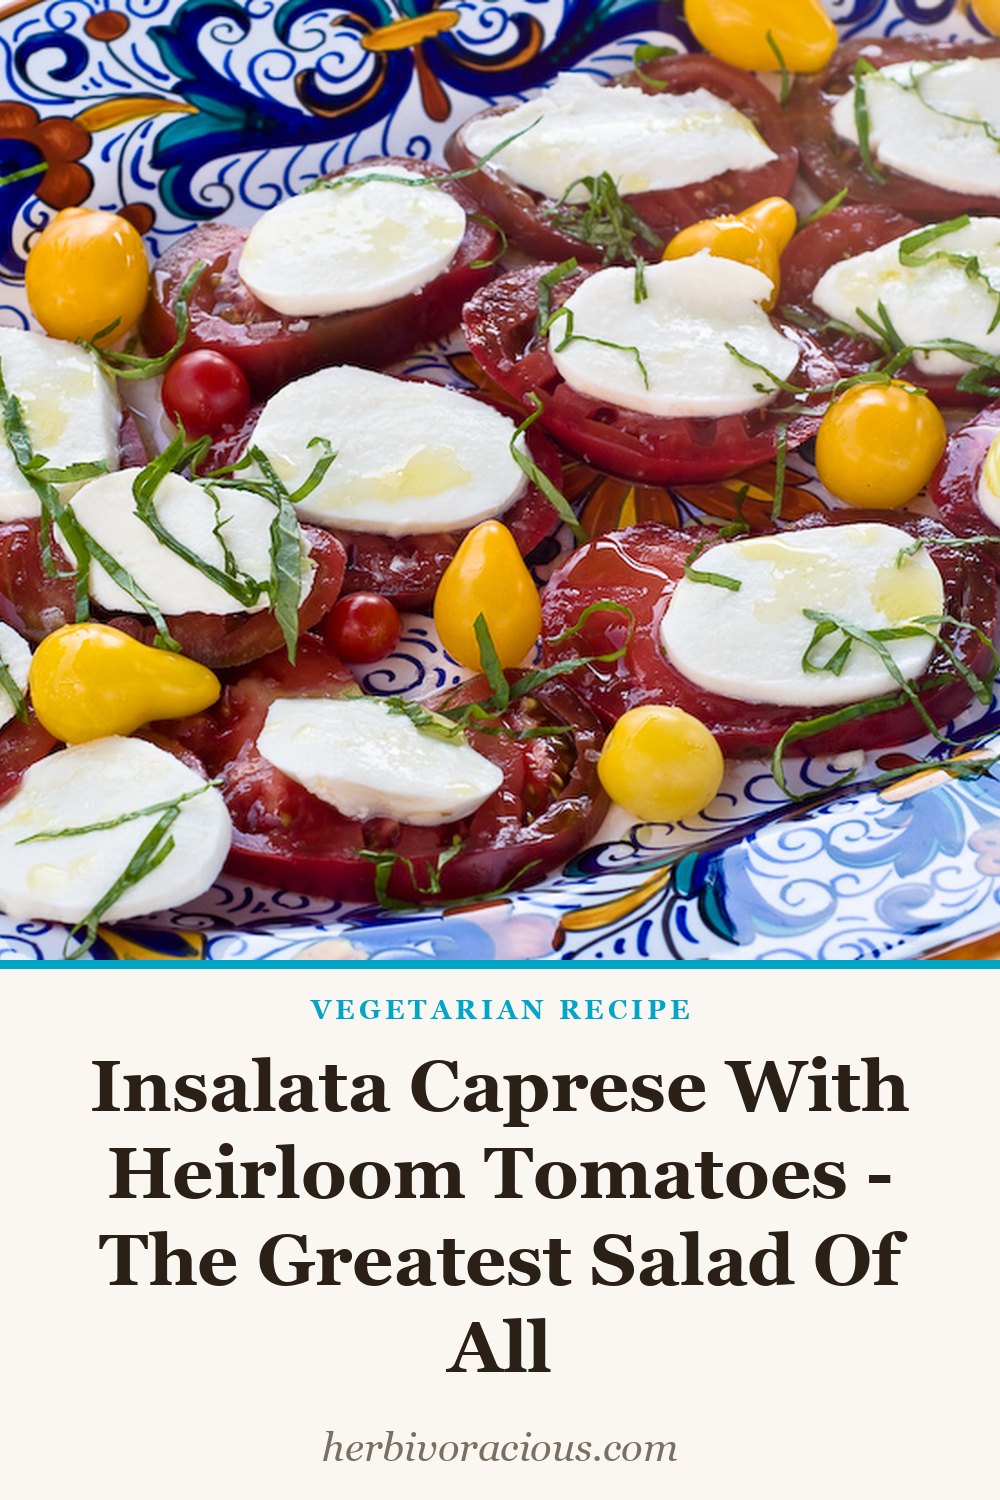 VEGETARIAN RECIPE
Insalata Caprese With
Heirloom Tomatoes -
The Greatest Salad Of
All
herbivoracious.com